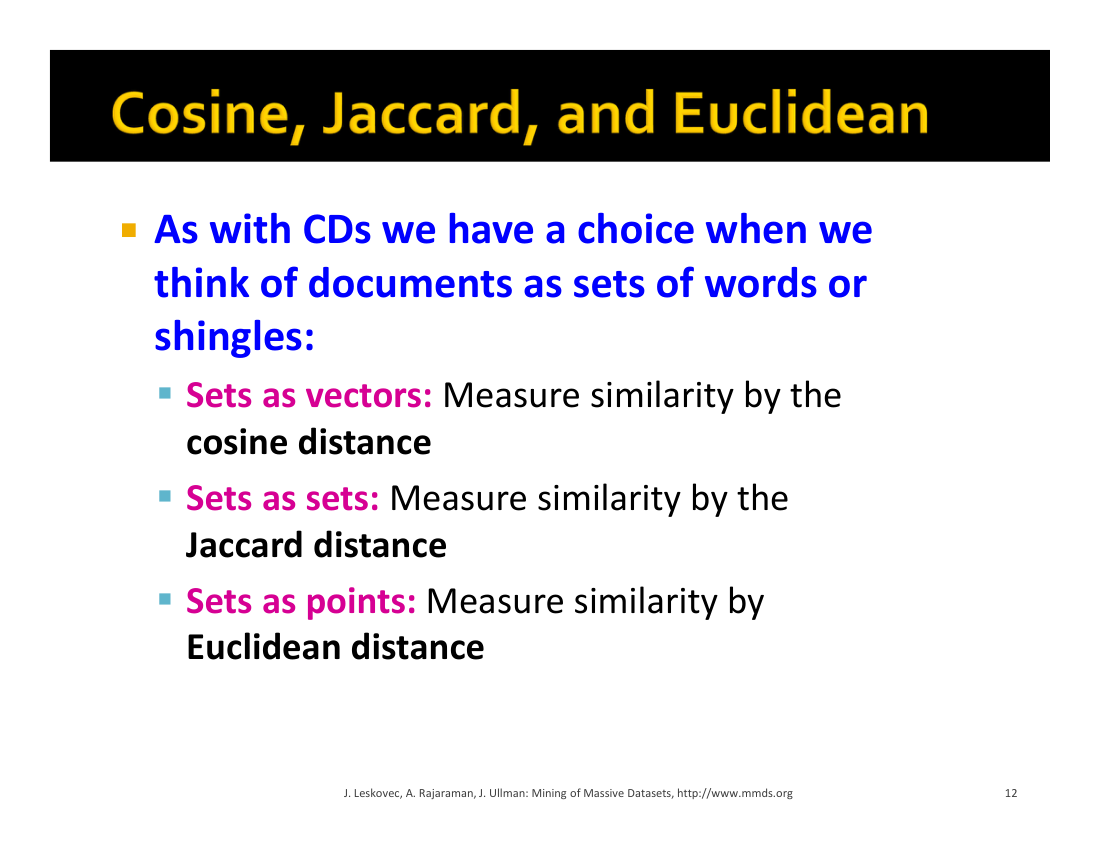 Cosine, Jaccard, and Euclidean
As with CDs we have a choice when we
think of documents as sets of words or
shingles:
Sets as vectors: Measure similarity by the
cosine distance
Sets as sets: Measure similarity by the
Jaccard distance
Sets as points: Measure similarity by
Euclidean distance
J. Leskovec, A. Rajaraman, J. Ullman: Mining of Massive Datasets, http://www.mmds.org
12